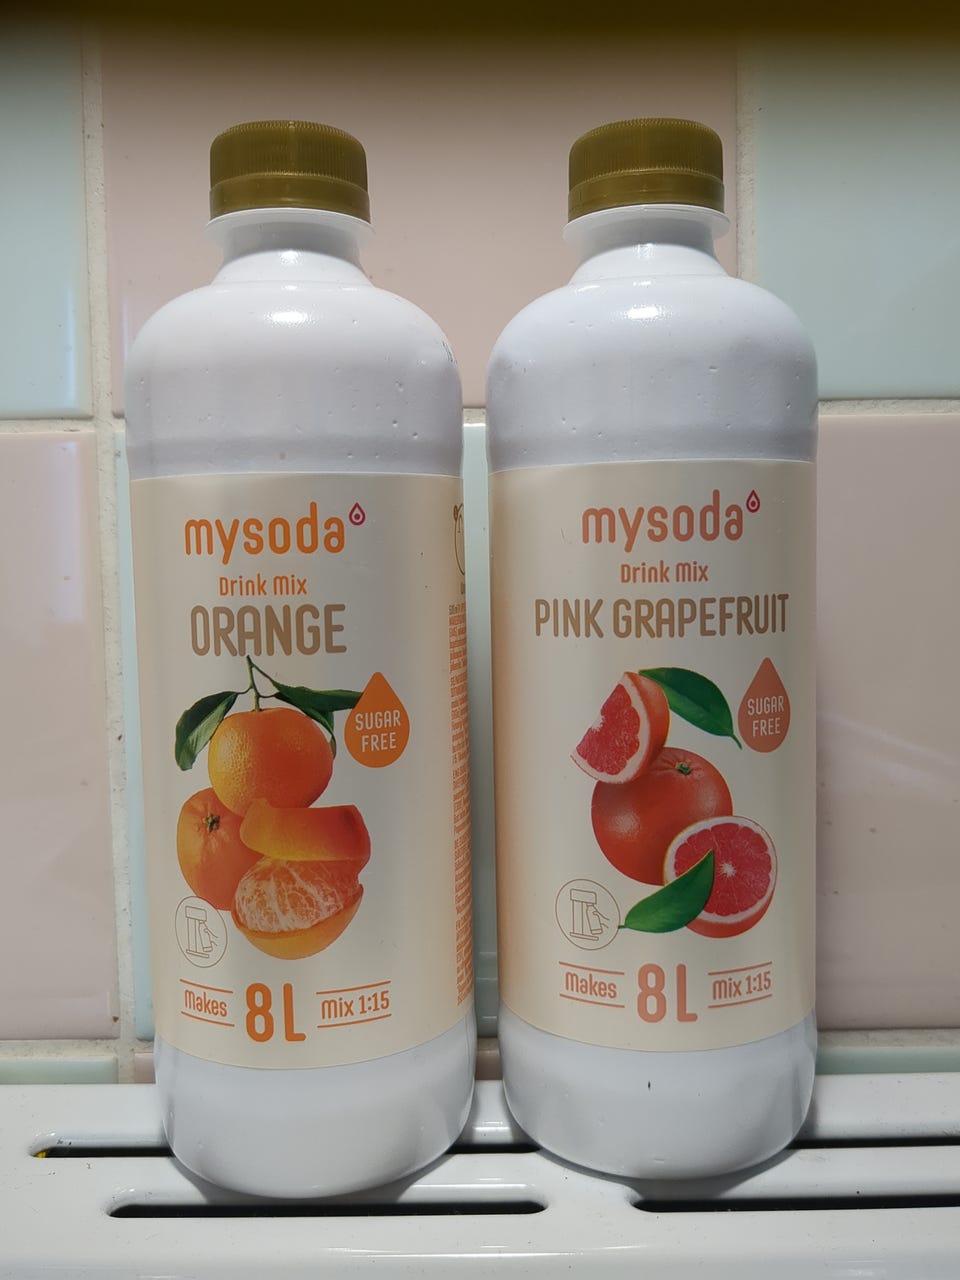 mysoda
Drink Mix
ORANGE
SUGAR
FREE
Makes
8L
Mix 1:15
mysoda
Drink Mix
PINK GRAPEFRUIT
SUGAR
FREE
Makes
8L
Mix 1:15